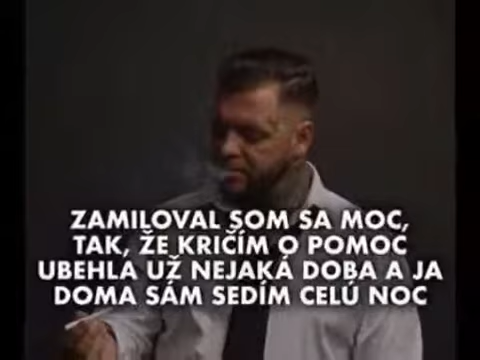 ZAMILOVAL SOM SA MOC,
TAK, ŽE KRIČÍM O POMOC
UBEHLA UŽ NEJAKÁ DOBA A JA
DOMA SÁM SEDÍM CELÚ NOC